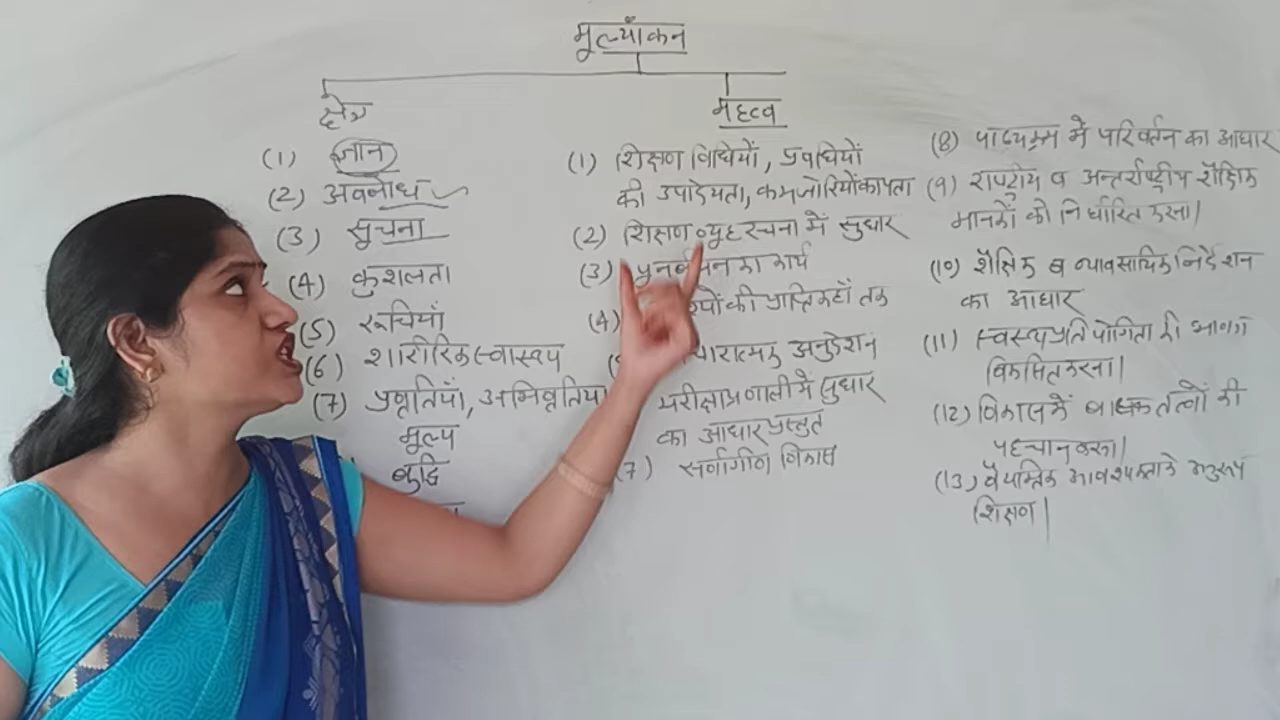 मूल्याँकन
क्षेत्र
महत्व
(1) ज्ञान
(2) अवबोध
(3) सूचना
(4) कुशलता
(5) रूचियाँ
(6) शारीरिक स्वास्थ्य
(7) प्रवृतियाँ, अभिवृतियाँ
मूल्य
बुद्धि
(1) शिक्षण विधियों, प्रवधियों
की उपादेयता, कमजोरियों का पता
(2) शिक्षण व्यूह रचना में सुधार
(3) का कार्य
(4) की प्राप्ति कहाँ तक
अनुदेशन
परीक्षा प्रणाली में सुधार
का आधार प्रस्तुत
(7) सर्वांगीण विकास
(8) पाठ्यक्रम में परिवर्तन का आधार
(9) राष्ट्रीय व अन्तर्राष्ट्रीय शैक्षिक
मानकों को निर्धारित करना।
(10) शैक्षिक व व्यावसायिक निर्देशन
का आधार
(11) स्वस्थ प्रतियोगिता की भावना
विकसित करना।
(12) विकास में बाधक तत्वों की
पहचान करना।
(13) वैयक्तिक आवश्यकता के अनुरूप
शिक्षण।